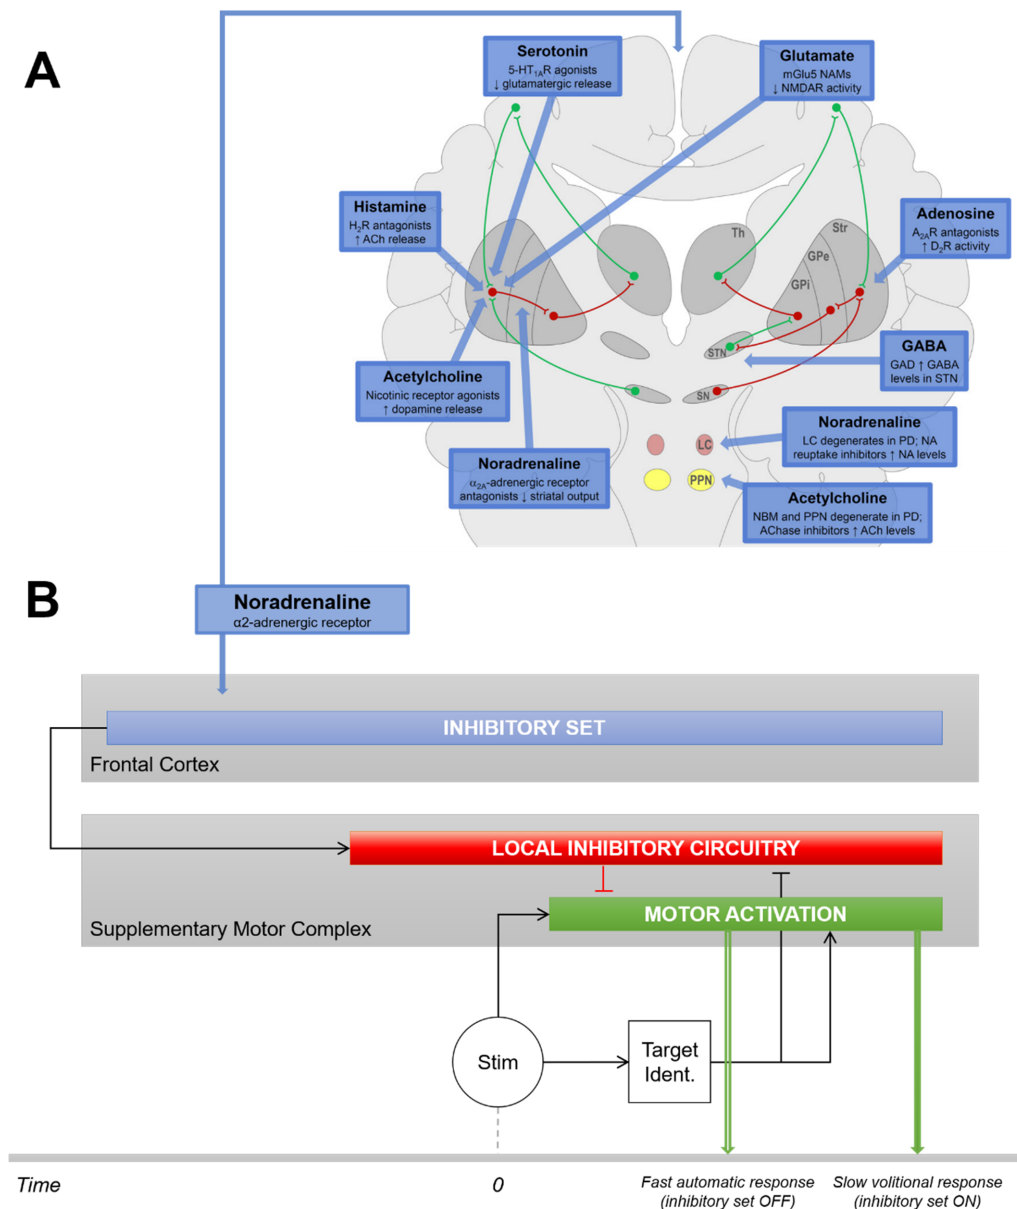 A
Serotonin
5-HT1AR agonists
↓ glutamatergic release
Glutamate
mGlu5 NAMs
↓ NMDAR activity
Histamine
H2R antagonists
↑ ACh release
Adenosine
A2AR antagonists
↑ D2R activity
Th
Str
GPe
GPi
STN
SN
LC
PPN
Acetylcholine
Nicotinic receptor agonists
↑ dopamine release
GABA
GAD ↑ GABA
levels in STN
Noradrenaline
α2A-adrenergic receptor
antagonists ↓ striatal output
Noradrenaline
LC degenerates in PD; NA
reuptake inhibitors ↑ NA levels
Acetylcholine
NBM and PPN degenerate in PD;
AChase inhibitors ↑ ACh levels
B
Noradrenaline
α2-adrenergic receptor
INHIBITORY SET
Frontal Cortex
LOCAL INHIBITORY CIRCUITRY
MOTOR ACTIVATION
Supplementary Motor Complex
Stim
Target
Ident.
Time
0
Fast automatic response
(inhibitory set OFF)
Slow volitional response
(inhibitory set ON)